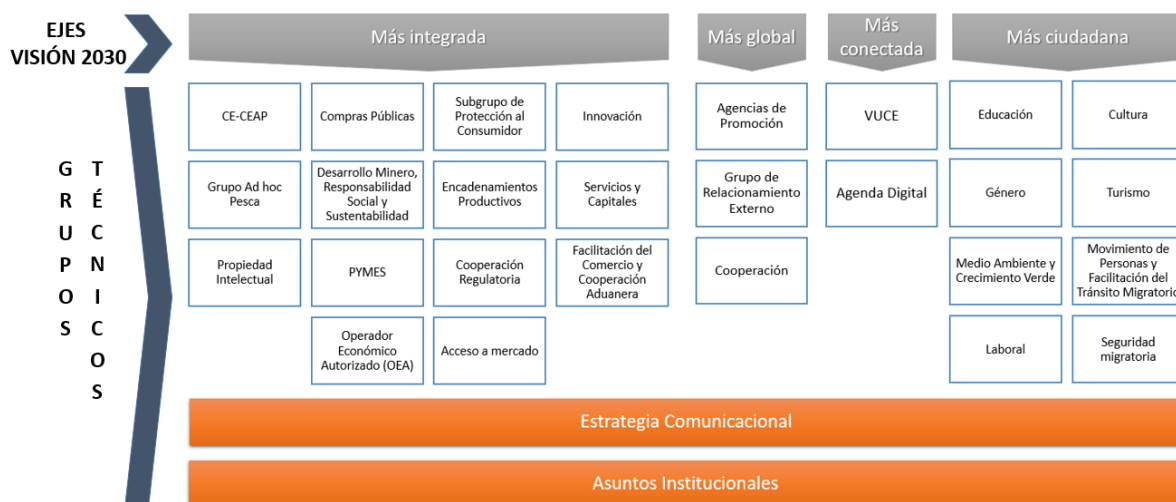 EJES
VISIÓN 2030
Más integrada
Más global
Más
conectada
Más ciudadana
GRUPOS
TÉCNICOS
CE-CEAP
Compras Públicas
Subgrupo de
Protección al
Consumidor
Innovación
Agencias de
Promoción
VUCE
Educación
Cultura
Grupo Ad hoc
Pesca
Desarrollo Minero,
Responsabilidad
Social y
Sustentabilidad
Encadenamientos
Productivos
Servicios y
Capitales
Grupo de
Relacionamiento
Externo
Agenda Digital
Género
Turismo
Propiedad
Intelectual
PYMES
Cooperación
Regulatoria
Facilitación del
Comercio y
Cooperación
Aduanera
Cooperación
Medio Ambiente y
Crecimiento Verde
Movimiento de
Personas y
Facilitación del
Tránsito Migratorio
Operador
Económico
Autorizado (OEA)
Acceso a mercado
Laboral
Seguridad
migratoria
Estrategia Comunicacional
Asuntos Institucionales